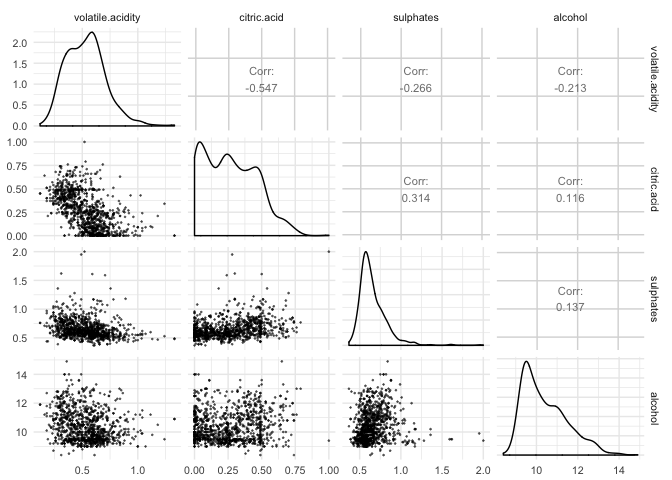 volatile.acidity citric.acid sulphates alcohol
2.0
1.5
1.0
0.5
0.0
Corr:
-0.547
Corr:
-0.266
Corr:
-0.213
volatile.acidity
1.00
0.75
0.50
0.25
0.00
Corr:
0.314
Corr:
0.116
citric.acid
2.0
1.5
1.0
0.5
Corr:
0.137
sulphates
14
12
10
alcohol
0.5 1.0 0.00 0.25 0.50 0.75 1.00 0.5 1.0 1.5 2.0 10 12 14